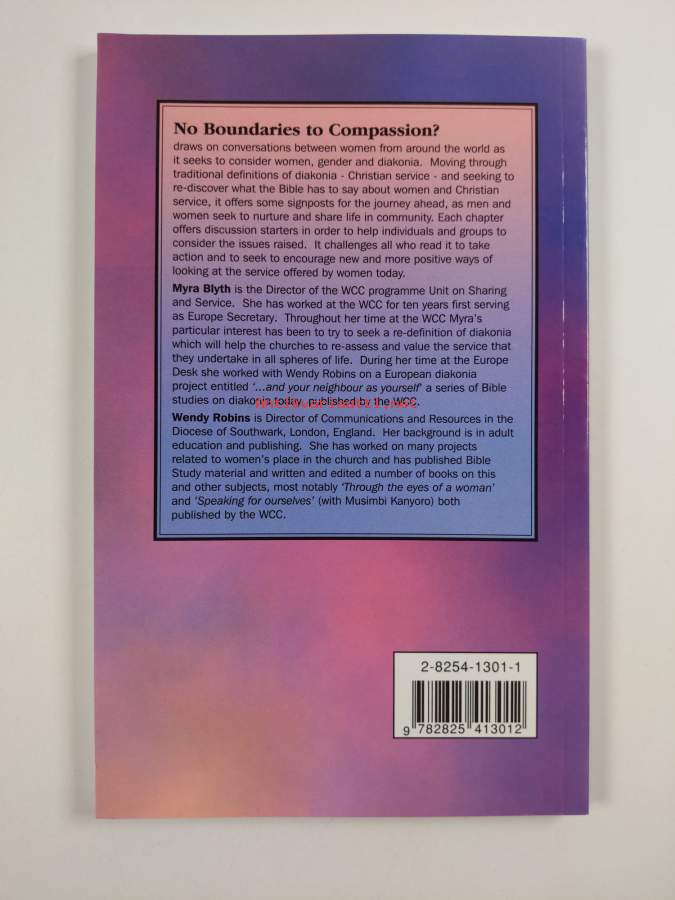 No Boundaries to Compassion?
draws on conversations between women from around the world as
it seeks to consider women, gender and diakonia. Moving through
traditional definitions of diakonia - Christian service - and seeking to
re-discover what the Bible has to say about women and Christian
service, it offers some signposts for the journey ahead, as men and
women seek to nurture and share life in community. Each chapter
offers discussion starters in order to help individuals and groups to
consider the issues raised. It challenges all who read it to take
action and to seek to encourage new and more positive ways of
looking at the service offered by women today.
Myra Blyth is the Director of the WCC programme Unit on Sharing
and Service. She has worked at the WCC for ten years first serving
as Europe Secretary. Throughout her time at the WCC Myra's
particular interest has been to try to seek a re-definition of diakonia
which will help the churches to re-assess and value the service that
they undertake in all spheres of life. During her time at the Europe
Desk she worked with Wendy Robins on a European diakonia
project entitled '...and your neighbour as yourself' a series of Bible
studies on diakonia today, published by the WCC.
Wendy Robins is Director of Communications and Resources in the
Diocese of Southwark, London, England. Her background is in adult
education and publishing. She has worked on many projects
related to women's place in the church and has published Bible
Study material and written and edited a number of books on this
and other subjects, most notably 'Through the eyes of a woman'
and 'Speaking for ourselves' (with Musimbi Kanyoro) both
published by the WCC.
2-8254-1301-1
9 782825 413012